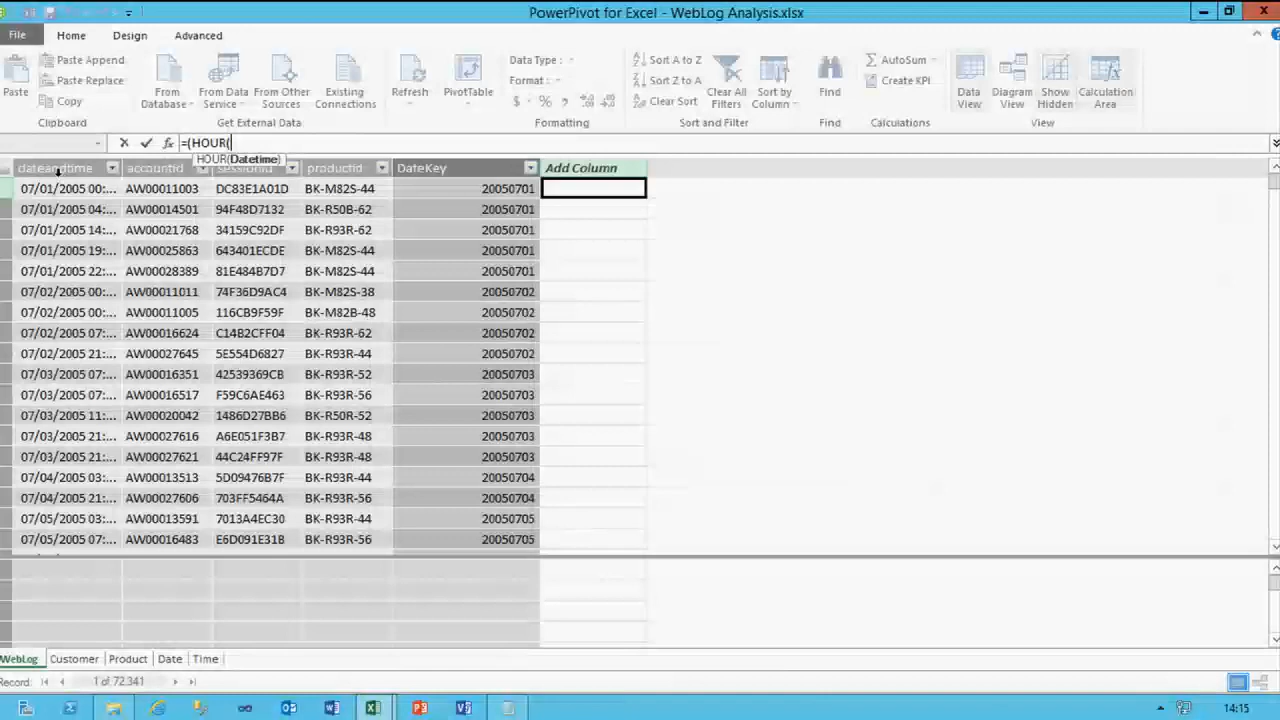 PowerPivot for Excel - WebLog Analysis.xlsx
File Home Design Advanced
Paste Paste Append Paste Replace Copy
From Database From Data Service From Other Sources Existing Connections
Refresh PivotTable
Data Type : Format : $ % ,
Sort A to Z Sort Z to A Clear Sort Clear All Filters Sort by Column
Find Find
AutoSum Create KPI
Data View Diagram View Show Hidden Calculation Area
Clipboard Get External Data Formatting Sort and Filter Find Calculations View
fx =(HOUR(
HOUR(Datetime)
dateandtime accountid sessionid productid DateKey Add Column
07/01/2005 00:... AW00011003 DC83E1A01D BK-M82S-44 20050701
07/01/2005 04:... AW00014501 94F48D7132 BK-R50B-62 20050701
07/01/2005 14:... AW00021768 34159C92DF BK-R93R-62 20050701
07/01/2005 19:... AW00025863 643401ECDE BK-M82S-44 20050701
07/01/2005 22:... AW00028389 81E484B7D7 BK-M82S-44 20050701
07/02/2005 00:... AW00011011 74F36D9AC4 BK-M82S-38 20050702
07/02/2005 00:... AW00011005 116CB9F59F BK-M82B-48 20050702
07/02/2005 07:... AW00016624 C14B2CFF04 BK-R93R-62 20050702
07/02/2005 21:... AW00027645 5E554D6827 BK-R93R-44 20050702
07/03/2005 07:... AW00016351 42539369CB BK-R93R-52 20050703
07/03/2005 07:... AW00016517 F59C6AE463 BK-R93R-56 20050703
07/03/2005 11:... AW00020042 1486D27BB6 BK-R50R-52 20050703
07/03/2005 21:... AW00027616 A6E051F3B7 BK-R93R-48 20050703
07/03/2005 21:... AW00027621 44C24FF97F BK-R93R-48 20050703
07/04/2005 03:... AW00013513 5D09476B7F BK-R93R-44 20050704
07/04/2005 21:... AW00027606 703FF5464A BK-R93R-56 20050704
07/05/2005 03:... AW00013591 7013A4EC30 BK-R93R-44 20050705
07/05/2005 07:... AW00016483 E6D091E31B BK-R93R-56 20050705
WebLog Customer Product Date Time
Record: 1 of 72,341
14:15